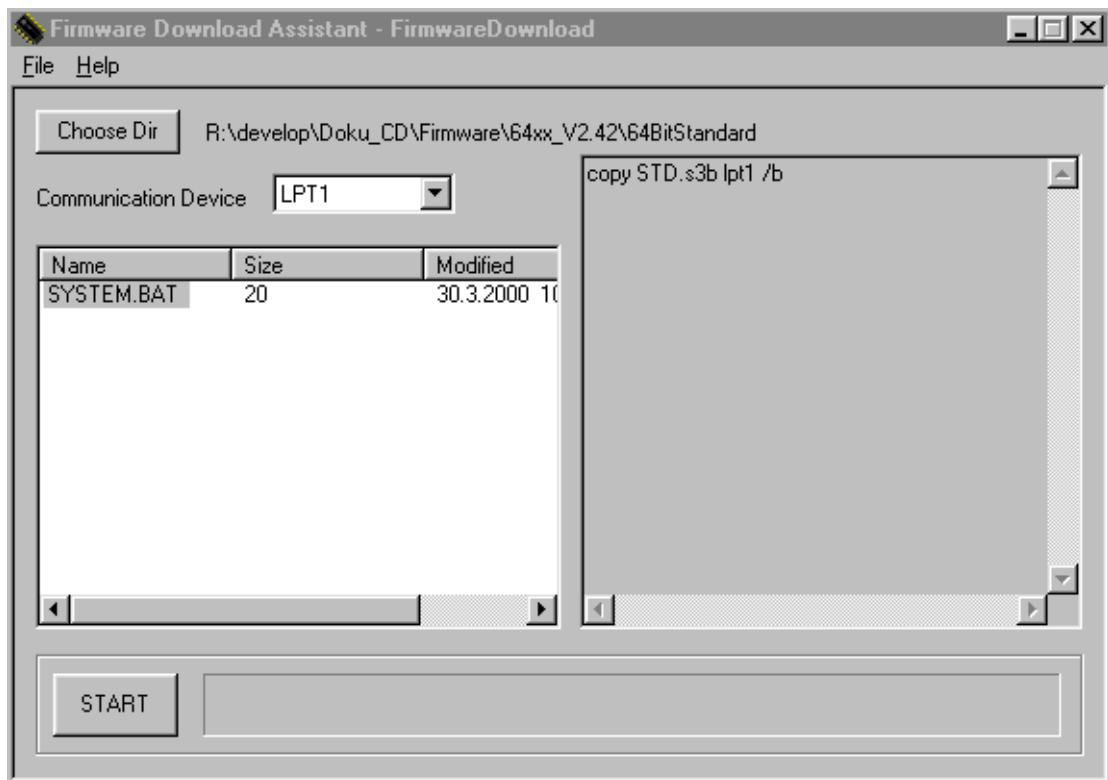 Firmware Download Assistant - FirmwareDownload
File Help
Choose Dir R:\develop\Doku_CD\Firmware\64xx_V2.42\64BitStandard
Communication Device LPT1
copy STD.s3b lpt1 /b
Name Size Modified
SYSTEM.BAT 20 30.3.2000 10
START